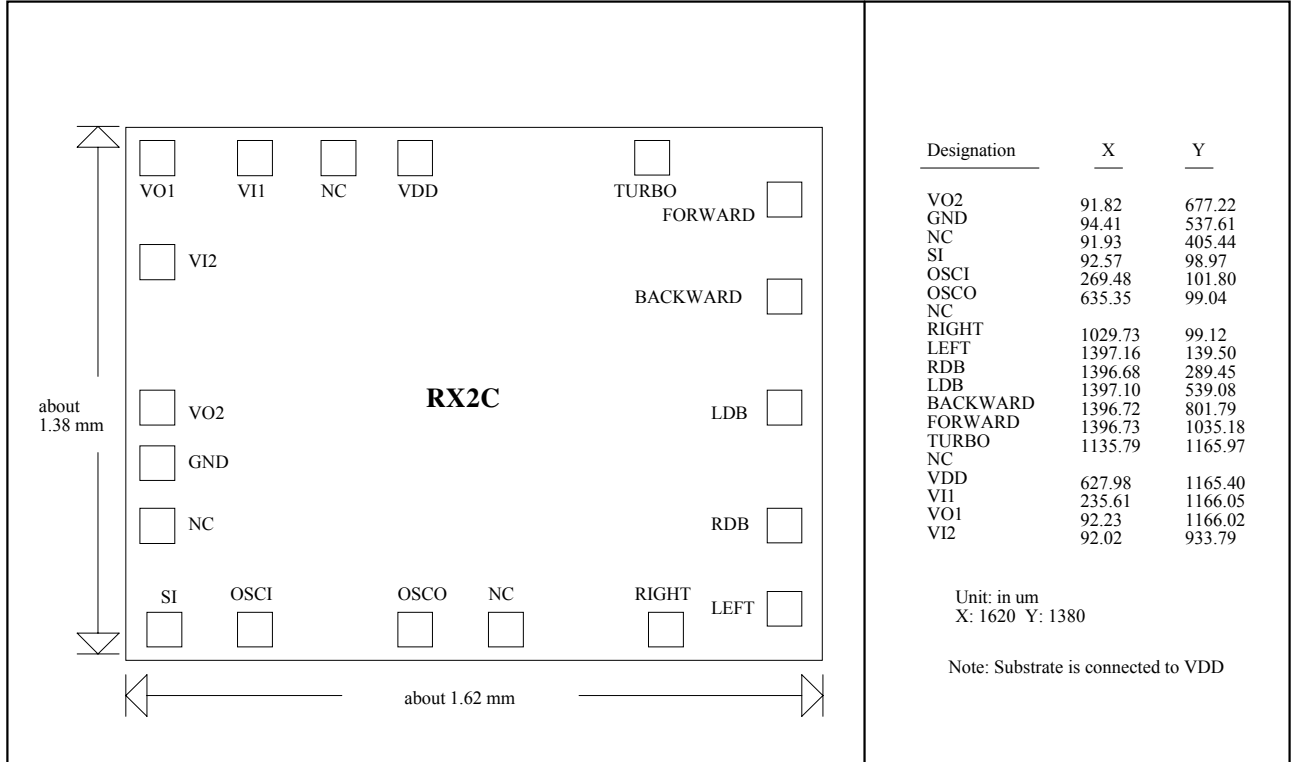 VO1 VI1 NC VDD TURBO
FORWARD
VI2
BACKWARD
RX2C
about
1.38 mm
VO2
LDB
GND
NC
RDB
SI OSCI OSCO NC RIGHT
LEFT
about 1.62 mm
Designation X Y
VO2 91.82 677.22
GND 94.41 537.61
NC 91.93 405.44
SI 92.57 98.97
OSCI 269.48 101.80
OSCO 635.35 99.04
NC
RIGHT 1029.73 99.12
LEFT 1397.16 139.50
RDB 1396.68 289.45
LDB 1397.10 539.08
BACKWARD 1396.72 801.79
FORWARD 1396.73 1035.18
TURBO 1135.79 1165.97
NC
VDD 627.98 1165.40
VI1 235.61 1166.05
VO1 92.23 1166.02
VI2 92.02 933.79
Unit: in um
X: 1620 Y: 1380
Note: Substrate is connected to VDD